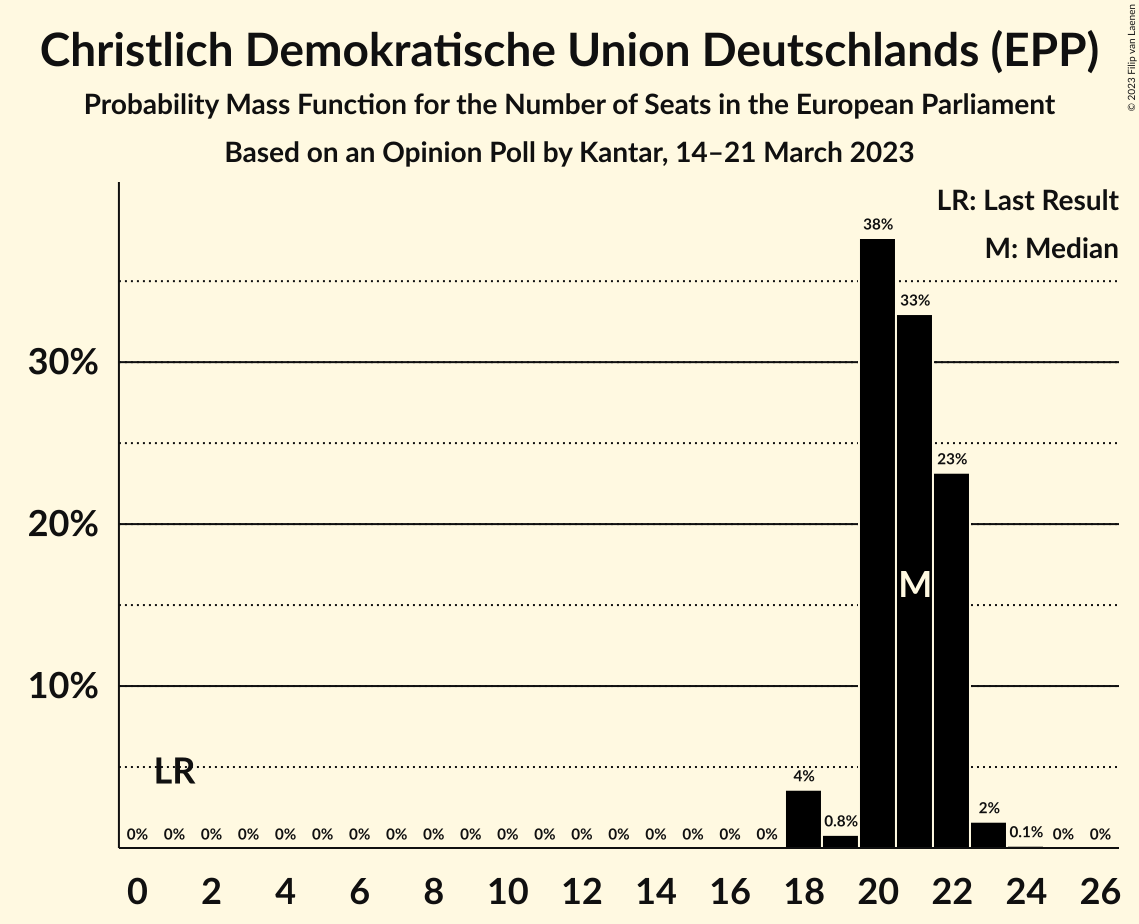 Christlich Demokratische Union Deutschlands (EPP)
Probability Mass Function for the Number of Seats in the European Parliament
Based on an Opinion Poll by Kantar, 14–21 March 2023
© 2023 Filip van Laenen
LR: Last Result
M: Median
38%
33%
30%
23%
20%
M
10%
LR
4%
2%
0% 0% 0% 0% 0% 0% 0% 0% 0% 0% 0% 0% 0% 0% 0% 0% 0% 0% 0.8% 0.1% 0% 0%
0 2 4 6 8 10 12 14 16 18 20 22 24 26